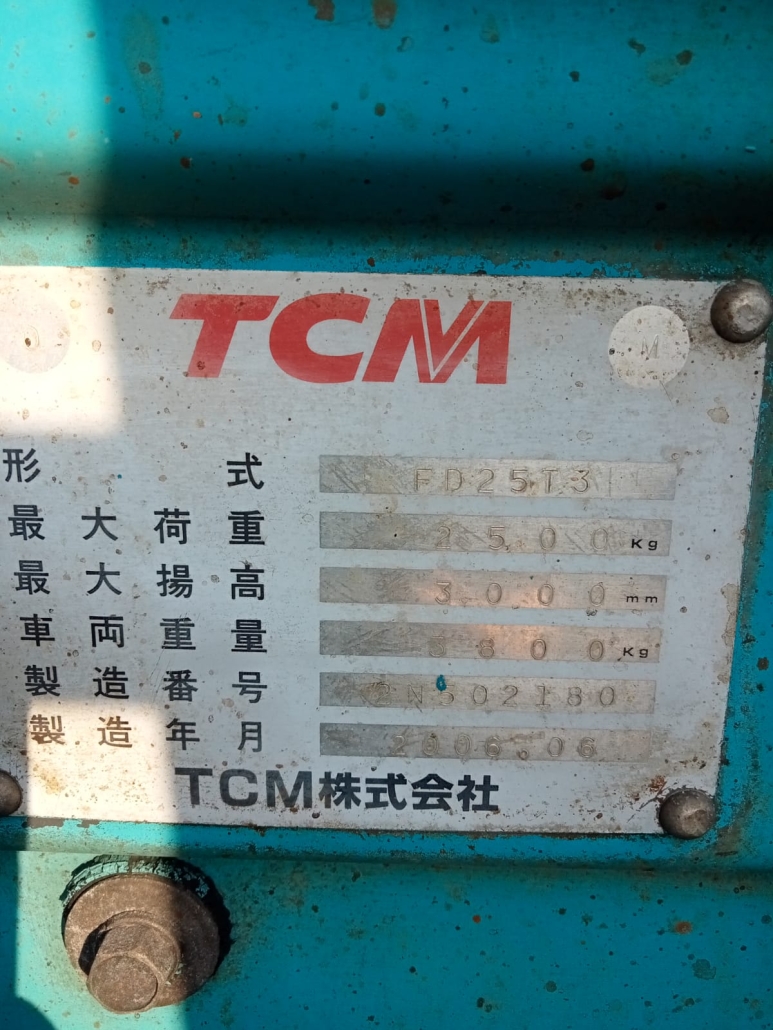 TCM
M
形式 FD25T3
最大荷重 2500 Kg
最大揚高 3000 mm
車両重量 3600 Kg
製造番号 CN502180
製造年月 2006.06
TCM株式会社